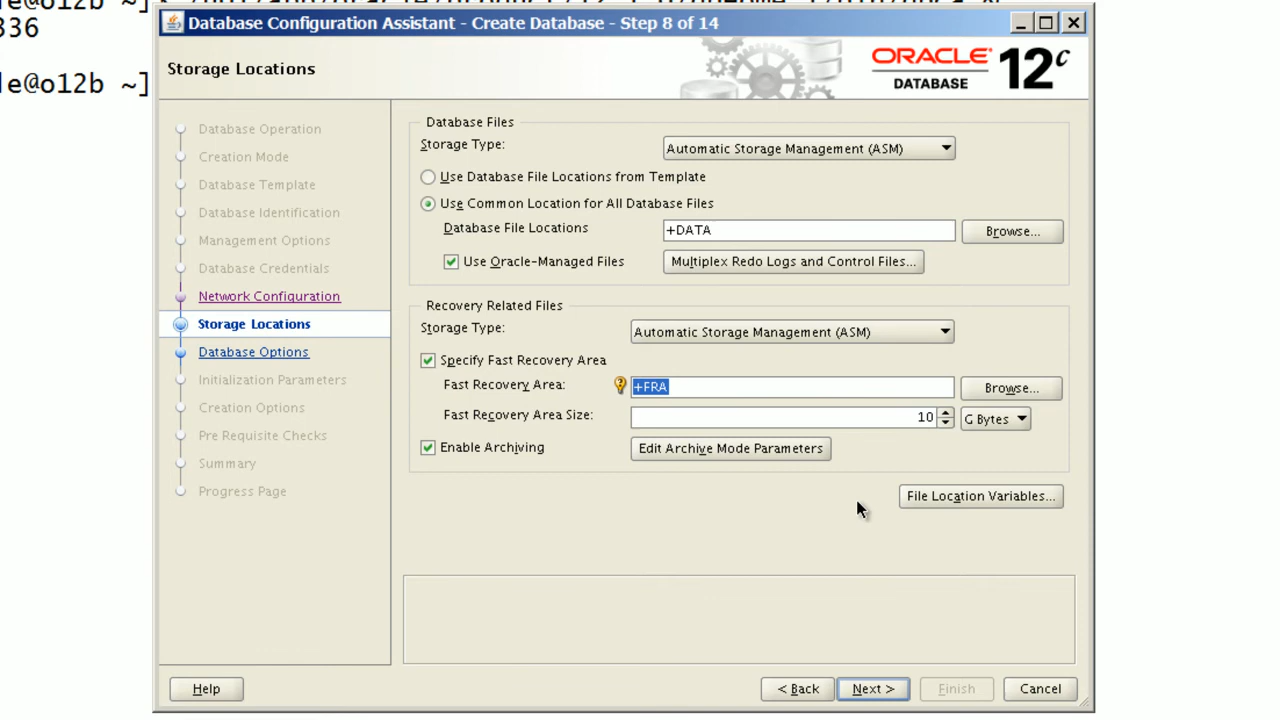 le@o12b ~]
Database Configuration Assistant - Create Database - Step 8 of 14
336
le@o12b ~]
Storage Locations
ORACLE
DATABASE
12c
Database Operation
Creation Mode
Database Template
Database Identification
Management Options
Database Credentials
Network Configuration
Storage Locations
Database Options
Initialization Parameters
Creation Options
Pre Requisite Checks
Summary
Progress Page
Database Files
Storage Type: Automatic Storage Management (ASM)
Use Database File Locations from Template
Use Common Location for All Database Files
Database File Locations +DATA Browse...
Use Oracle-Managed Files Multiplex Redo Logs and Control Files...
Recovery Related Files
Storage Type: Automatic Storage Management (ASM)
Specify Fast Recovery Area
Fast Recovery Area: +FRA Browse...
Fast Recovery Area Size: 10 G Bytes
Enable Archiving Edit Archive Mode Parameters
File Location Variables...
Help < Back Next > Finish Cancel